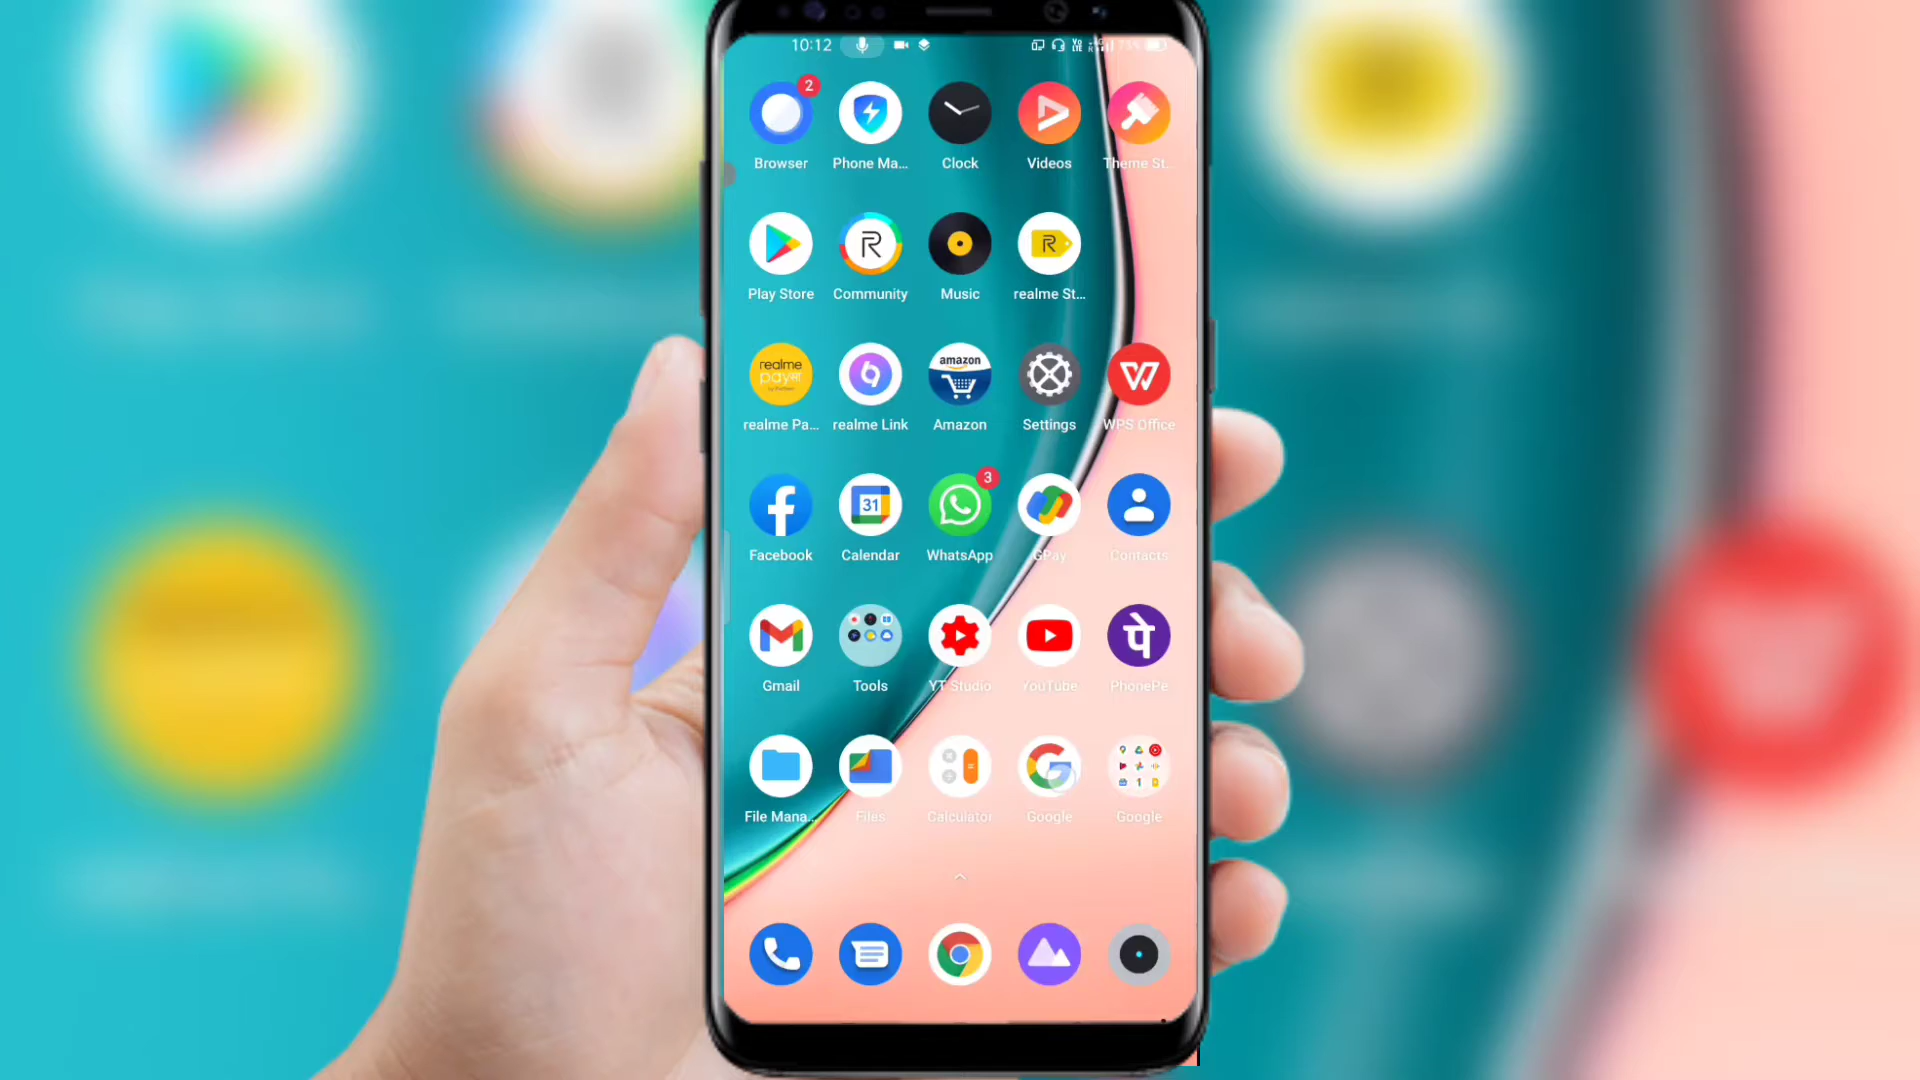 10:12
2
Browser
Phone Ma...
Clock
Videos
Theme St...
R
R
Play Store
Community
Music
realme St...
realme
amazon
realme Pa...
realme Link
Amazon
Settings
WPS Office
31
3
Facebook
Calendar
WhatsApp
GPay
Contacts
पे
Gmail
Tools
YT Studio
YouTube
PhonePe
File Mana...
Files
Calculator
Google
Google